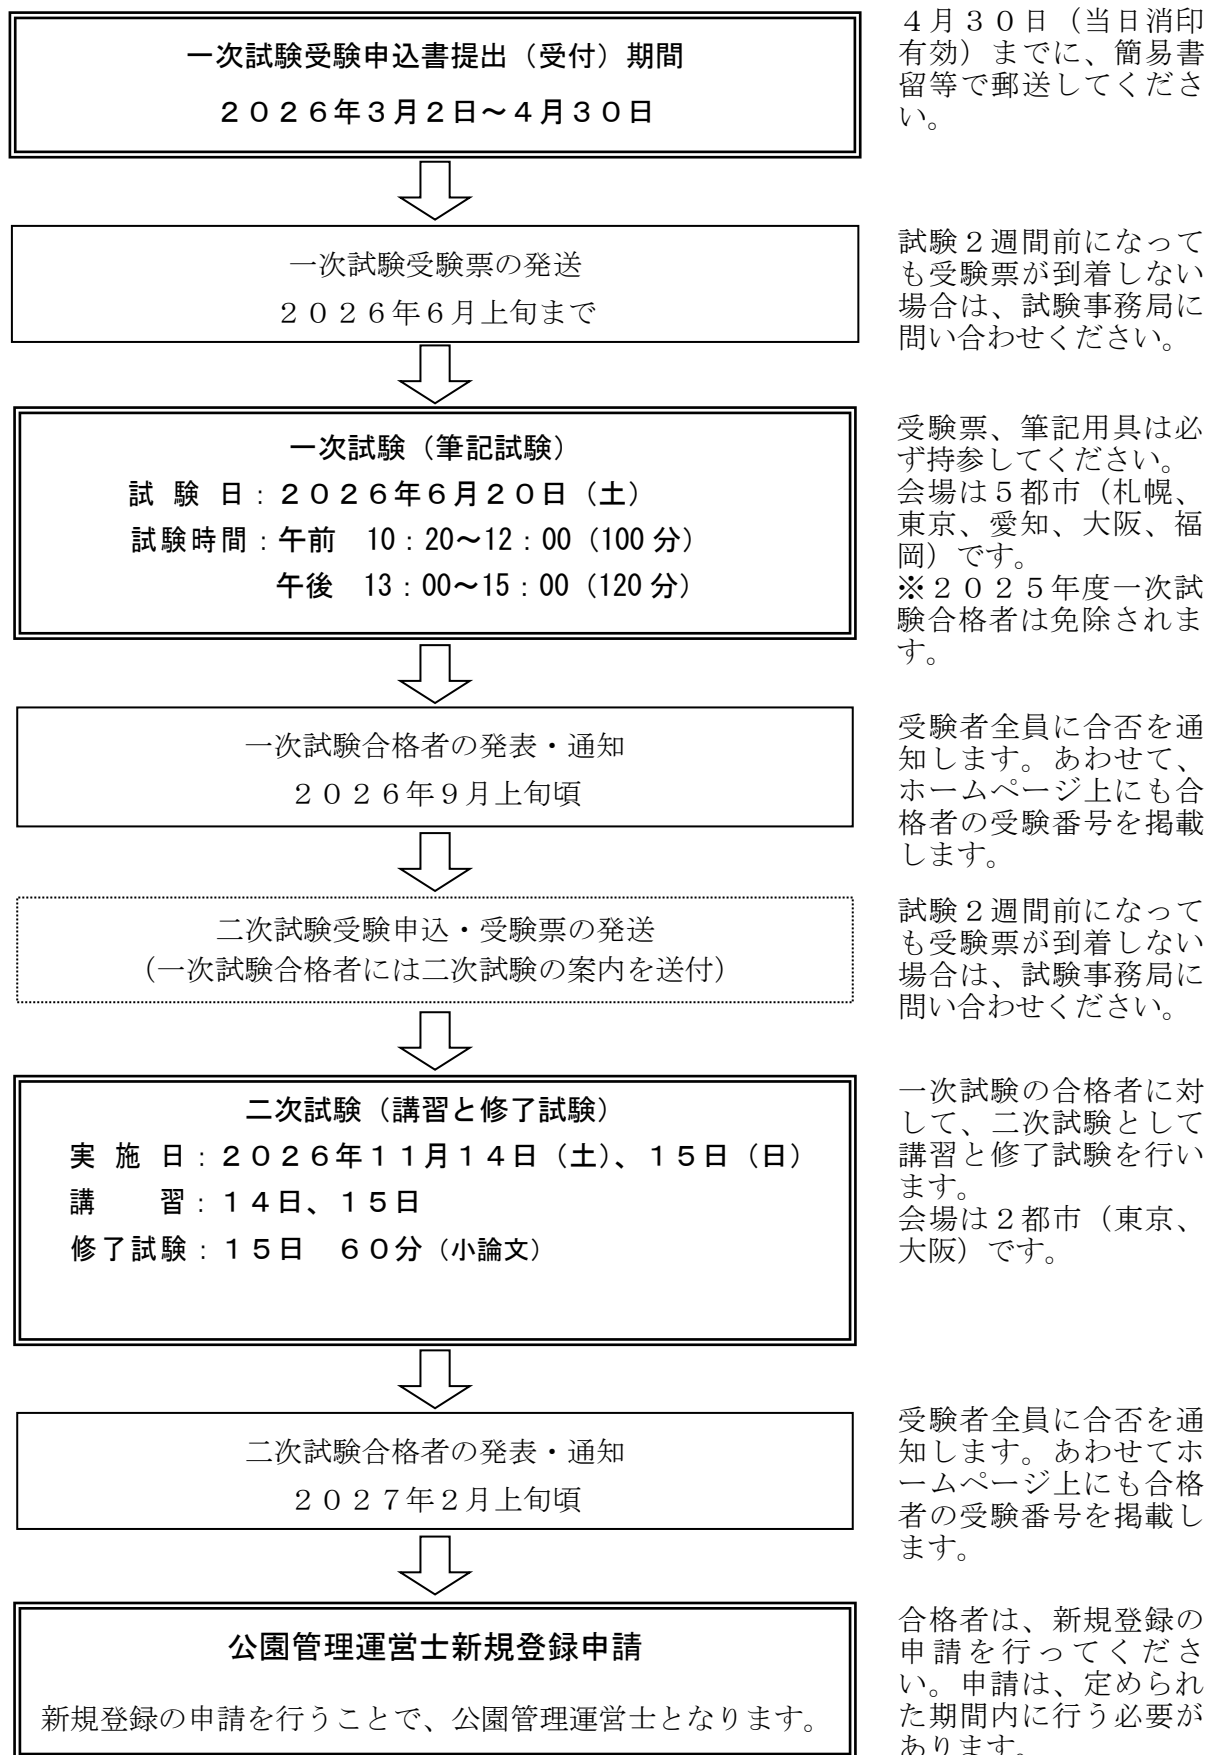 一次試験受験申込書提出（受付）期間
２０２６年３月２日～４月３０日
４月３０日（当日消印
有効）までに、簡易書
留等で郵送してくださ
い。
一次試験受験票の発送
２０２６年６月上旬まで
試験２週間前になって
も受験票が到着しない
場合は、試験事務局に
問い合わせください。
一次試験（筆記試験）
試 験 日：２０２６年６月２０日（土）
試験時間：午前　10：20～12：00（100 分）
午後　13：00～15：00（120 分）
受験票、筆記用具は必
ず持参してください。
会場は５都市（札幌、
東京、愛知、大阪、福
岡）です。
※２０２５年度一次試
験合格者は免除されま
す。
一次試験合格者の発表・通知
２０２６年９月上旬頃
受験者全員に合否を通
知します。あわせて、
ホームページ上にも合
格者の受験番号を掲載
します。
二次試験受験申込・受験票の発送
（一次試験合格者には二次試験の案内を送付）
試験２週間前になって
も受験票が到着しない
場合は、試験事務局に
問い合わせください。
二次試験（講習と修了試験）
実 施 日：２０２６年１１月１４日（土）、１５日（日）
講　　習：１４日、１５日
修了試験：１５日　６０分（小論文）
一次試験の合格者に対
して、二次試験として
講習と修了試験を行い
ます。
会場は２都市（東京、
大阪）です。
二次試験合格者の発表・通知
２０２７年２月上旬頃
受験者全員に合否を通
知します。あわせてホ
ームページ上にも合格
者の受験番号を掲載し
ます。
公園管理運営士新規登録申請
新規登録の申請を行うことで、公園管理運営士となります。
合格者は、新規登録の
申請を行ってくださ
い。申請は、定められ
た期間内に行う必要が
あります。